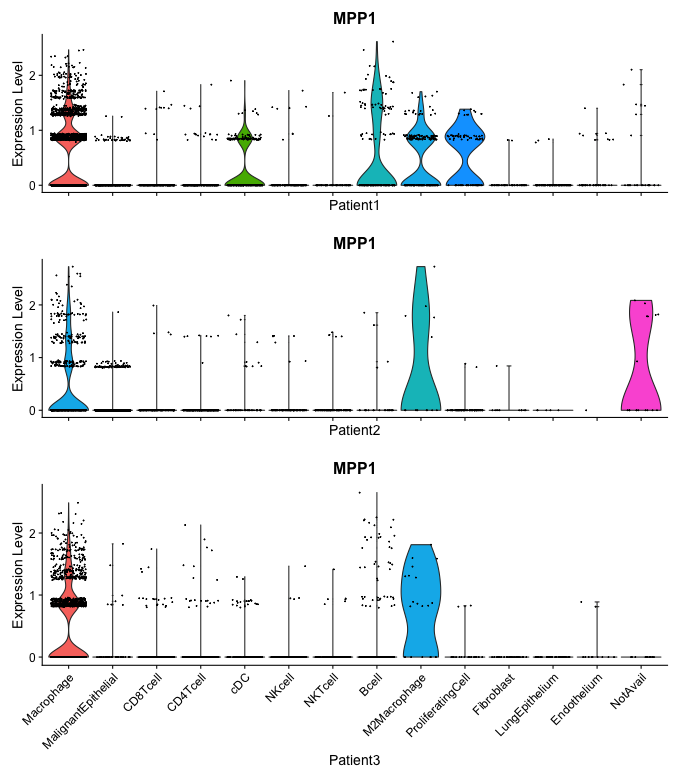 MPP1
Expression Level
2
1
0
Patient1
MPP1
Expression Level
2
1
0
Patient2
MPP1
Expression Level
2
1
0
Macrophage
MalignantEpithelial
CD8Tcell
CD4Tcell
cDC
NKcell
NKTcell
Bcell
M2Macrophage
ProliferatingCell
Fibroblast
LungEpithelium
Endothelium
NotAvail
Patient3